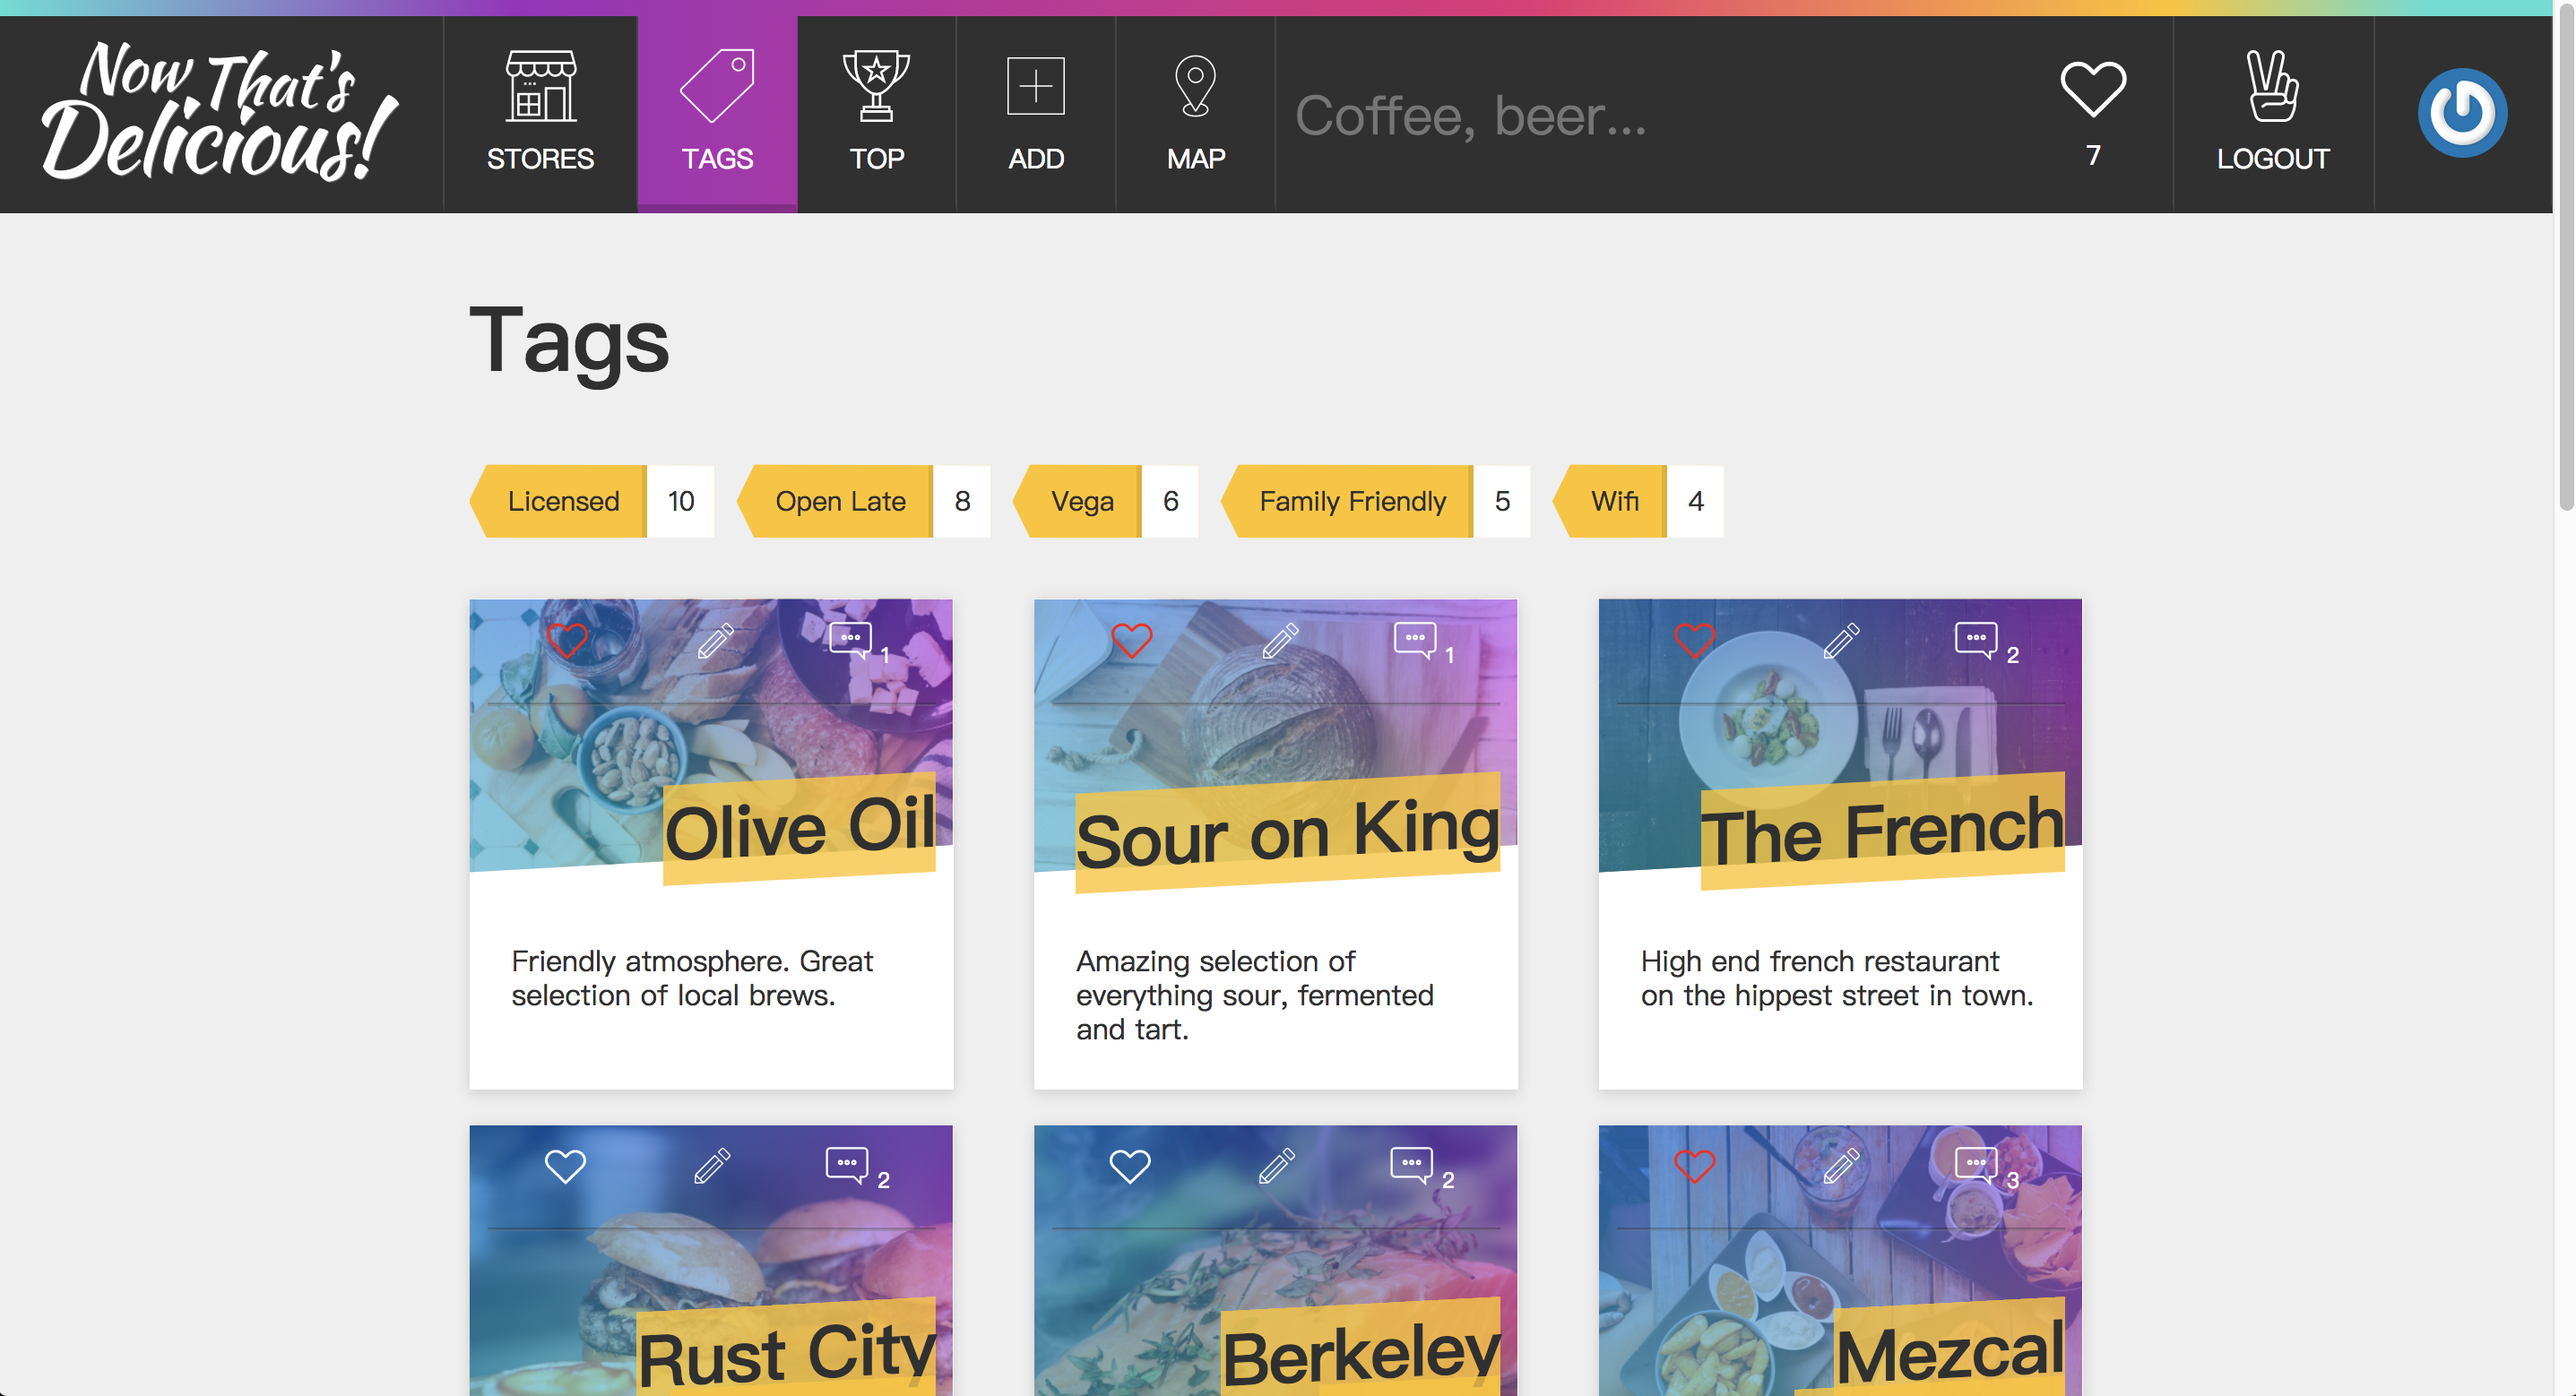 Now That's
Delicious!
STORES
TAGS
TOP
ADD
MAP
Coffee, beer...
7
LOGOUT
Tags
Licensed 10
Open Late 8
Vega 6
Family Friendly 5
Wifi 4
1
Olive Oil
Friendly atmosphere. Great
selection of local brews.
1
Sour on King
Amazing selection of
everything sour, fermented
and tart.
2
The French
High end french restaurant
on the hippest street in town.
2
Rust City
2
Berkeley
3
Mezcal